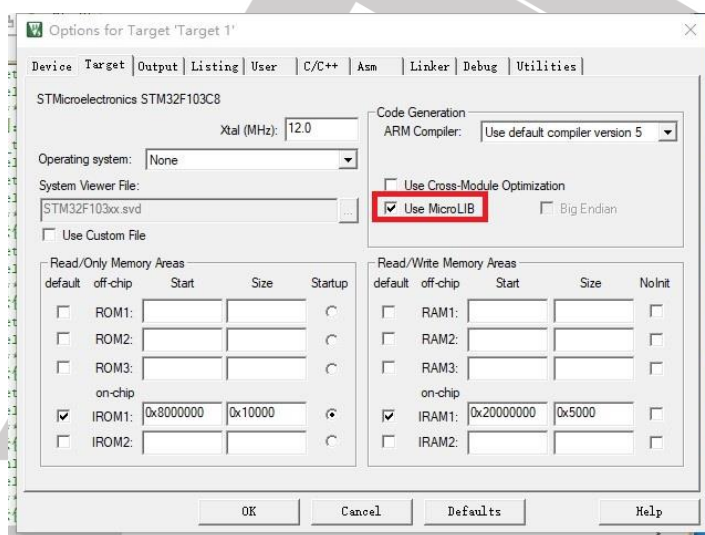 Options for Target 'Target 1'
Device Target Output Listing User C/C++ Asm Linker Debug Utilities
STMicroelectronics STM32F103C8
Xtal (MHz): 12.0
Operating system: None
System Viewer File:
STM32F103xx.svd ...
Use Custom File
Code Generation
ARM Compiler: Use default compiler version 5
Use Cross-Module Optimization
Use MicroLIB Big Endian
Read/Only Memory Areas
default off-chip Start Size Startup
ROM1:
ROM2:
ROM3:
on-chip
IROM1: 0x8000000 0x10000
IROM2:
Read/Write Memory Areas
default off-chip Start Size NoInit
RAM1:
RAM2:
RAM3:
on-chip
IRAM1: 0x20000000 0x5000
IRAM2:
OK Cancel Defaults Help